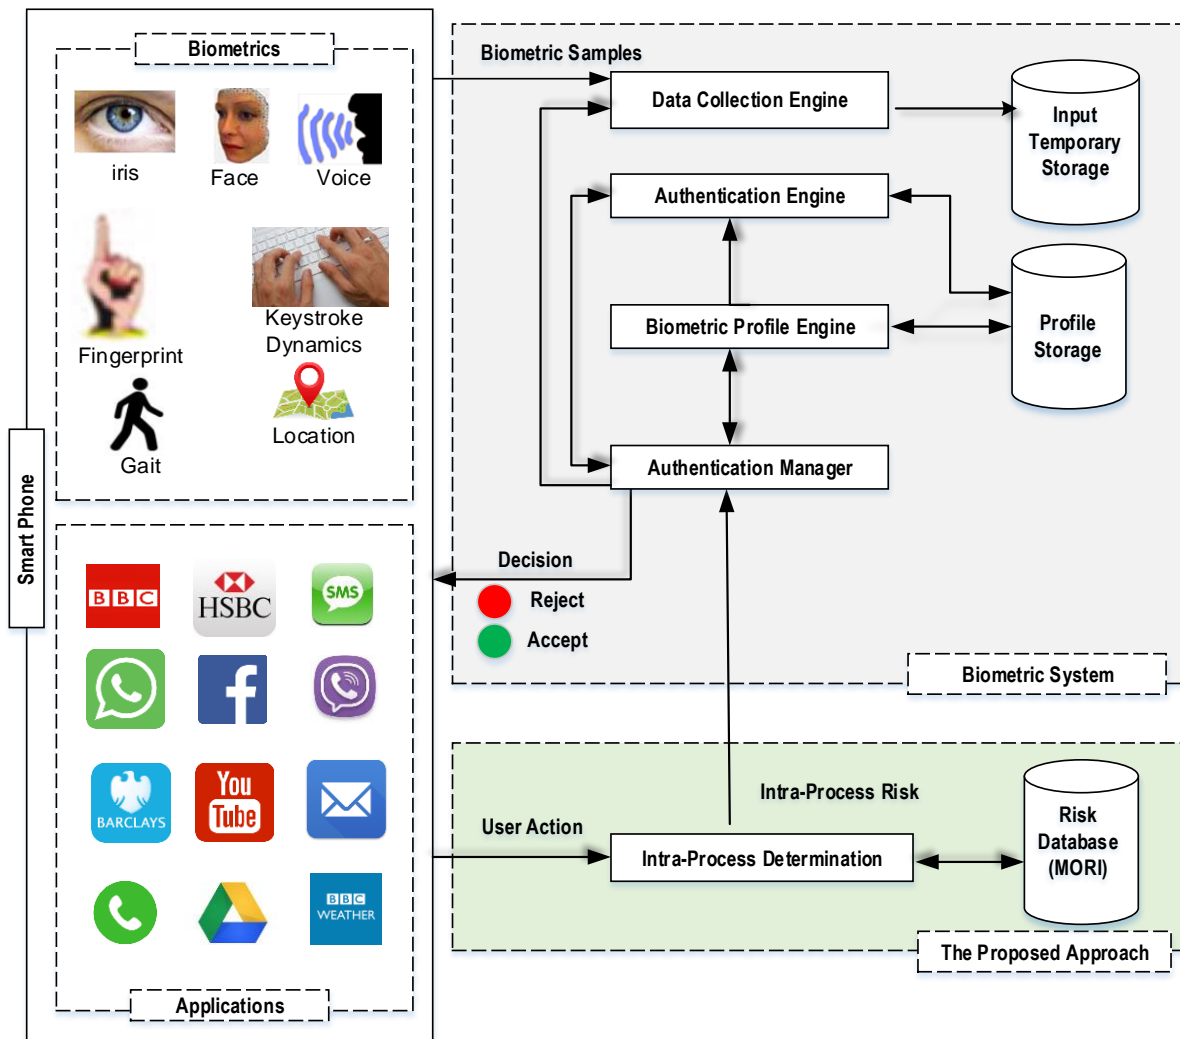 Biometrics
iris
Face
Voice
Fingerprint
Keystroke
Dynamics
Gait
Location
Smart Phone
BBC
HSBC
SMS
BARCLAYS
You
Tube
BBC
WEATHER
Applications
Biometric Samples
Data Collection Engine
Input
Temporary
Storage
Authentication Engine
Biometric Profile Engine
Profile
Storage
Authentication Manager
Decision
Reject
Accept
Biometric System
Intra-Process Risk
User Action
Intra-Process Determination
Risk
Database
(MORI)
The Proposed Approach